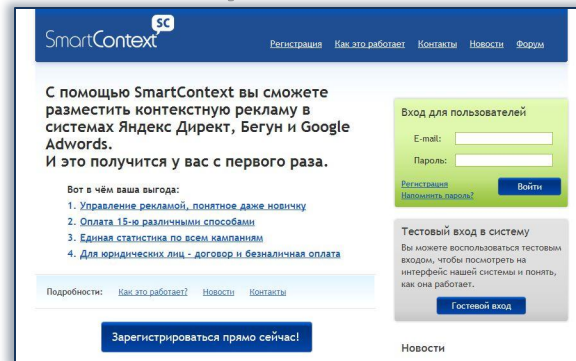 SmartContext SC
Регистрация Как это работает Контакты Новости Форум
С помощью SmartContext вы сможете
разместить контекстную рекламу в
системах Яндекс Директ, Бегун и Google
Adwords.
И это получится у вас с первого раза.
Вот в чём ваша выгода:
1. Управление рекламой, понятное даже новичку
2. Оплата 15-ю различными способами
3. Единая статистика по всем кампаниям
4. Для юридических лиц - договор и безналичная оплата
Подробности: Как это работает? Новости Контакты
Зарегистрироваться прямо сейчас!
Вход для пользователей
E-mail:
Пароль:
Регистрация
Напомнить пароль?
Войти
Тестовый вход в систему
Вы можете воспользоваться тестовым
входом, чтобы посмотреть на
интерфейс нашей системы и понять,
как она работает.
Гостевой вход
Новости